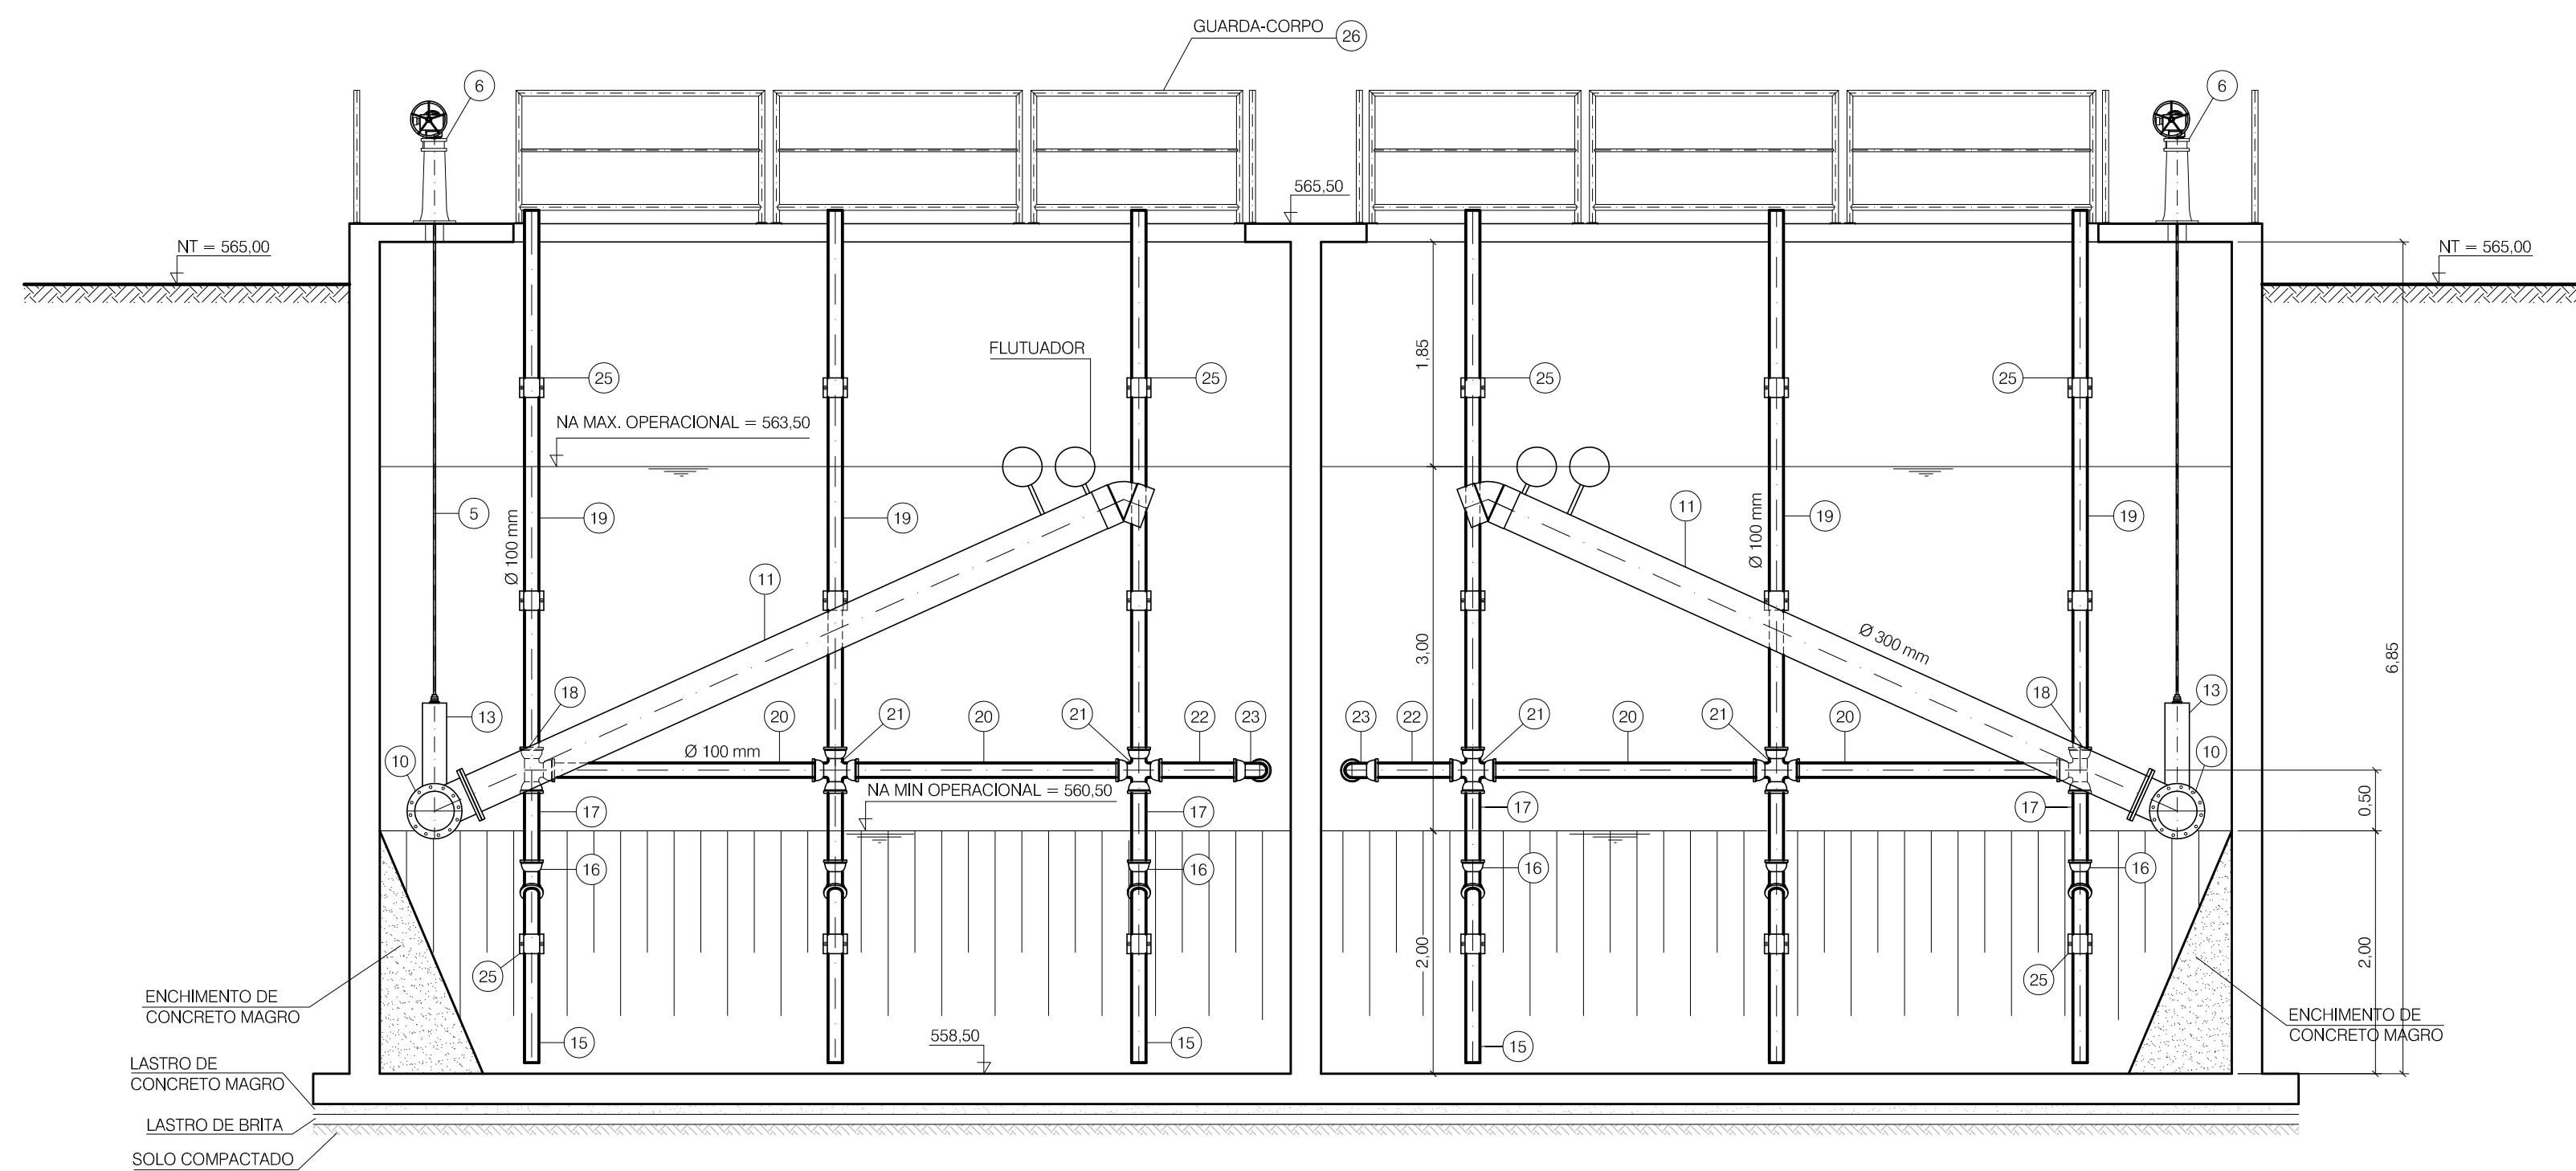 GUARDA-CORPO 26
6
6
565,50
NT = 565,00
NT = 565,00
FLUTUADOR
1,85
25
25
25
25
NA MAX. OPERACIONAL = 563,50
5
Ø 100 mm
19
19
11
Ø 100 mm
19
19
11
Ø 300 mm
3,00
6,85
18
13
20
21
20
21
22
23
23
22
21
20
21
20
18
13
Ø 100 mm
10
10
NA MIN OPERACIONAL = 560,50
17
17
17
17
0,50
16
16
16
16
2,00
2,00
25
25
ENCHIMENTO DE
CONCRETO MAGRO
ENCHIMENTO DE
CONCRETO MAGRO
558,50
15
15
15
LASTRO DE
CONCRETO MAGRO
LASTRO DE BRITA
SOLO COMPACTADO